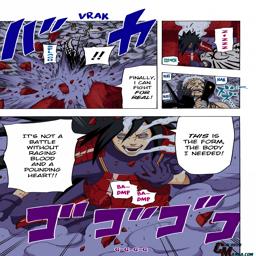 NNN=N
VRAK
バ
カ
!!
FINALLY,
I CAN
FIGHT
FOR
REAL!
THIS IS
THE FORM,
THE BODY
I NEEDED!
IT'S NOT A
BATTLE
WITHOUT
RAGING
BLOOD
AND A
POUNDING
HEART!!
BA-
DMP
BA-
DMP
ゴゴゴゴ
G-G-G-G